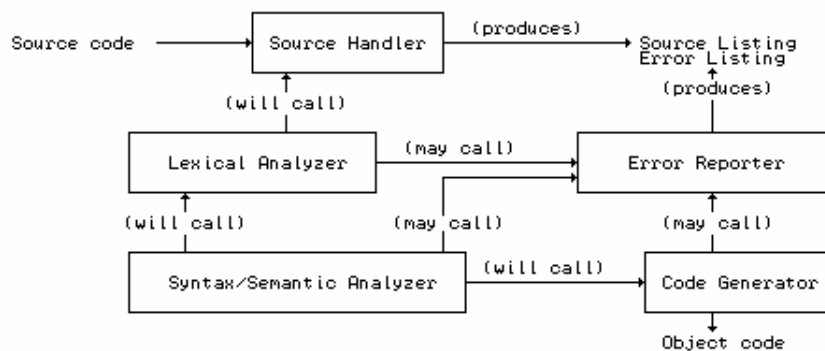 (produces)
Source code
Source Handler
Source Listing
Error Listing
(will call)
(produces)
(may call)
Lexical Analyzer
Error Reporter
(will call)
(may call)
(may call)
(will call)
Syntax/Semantic Analyzer
Code Generator
Object code